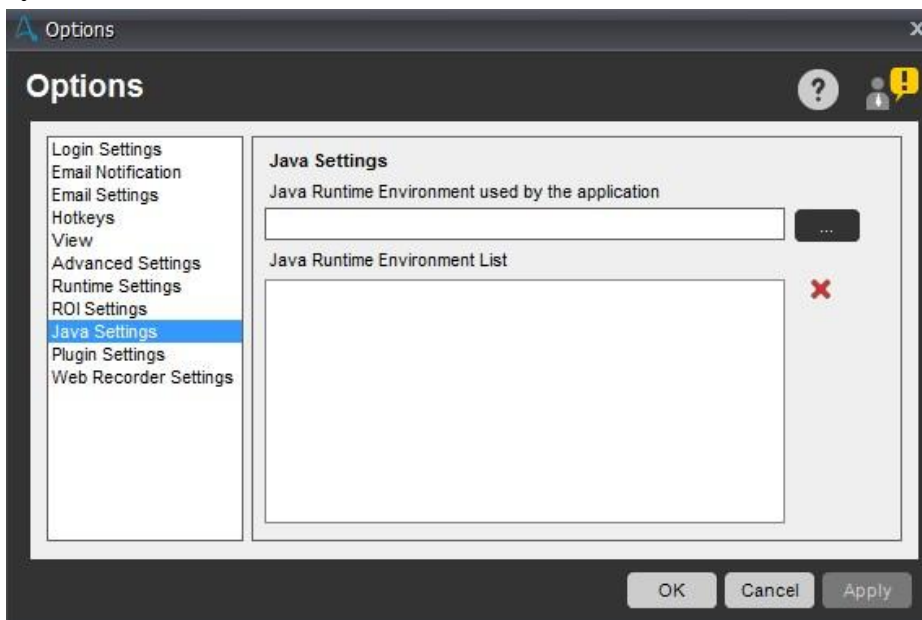 Options
Options
Login Settings
Email Notification
Email Settings
Hotkeys
View
Advanced Settings
Runtime Settings
ROI Settings
Java Settings
Plugin Settings
Web Recorder Settings
Java Settings
Java Runtime Environment used by the application
...
Java Runtime Environment List
OK
Cancel
Apply